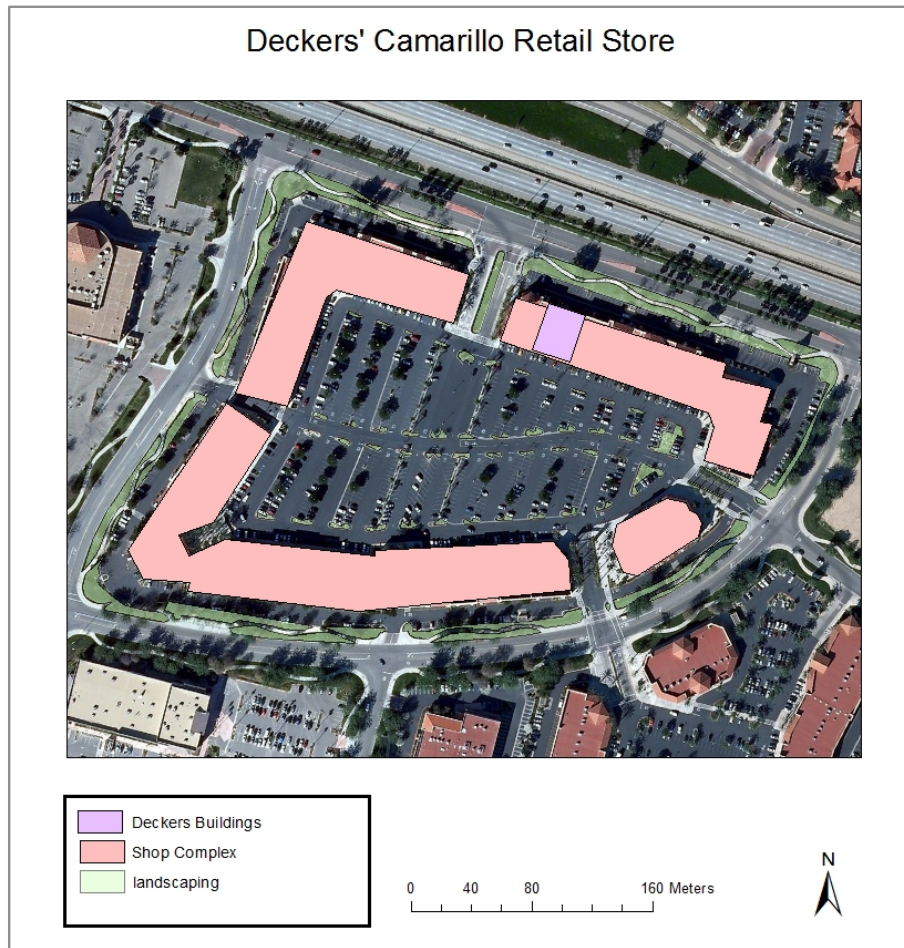 Deckers' Camarillo Retail Store
Deckers Buildings
Shop Complex
landscaping
0 40 80 160 Meters
N